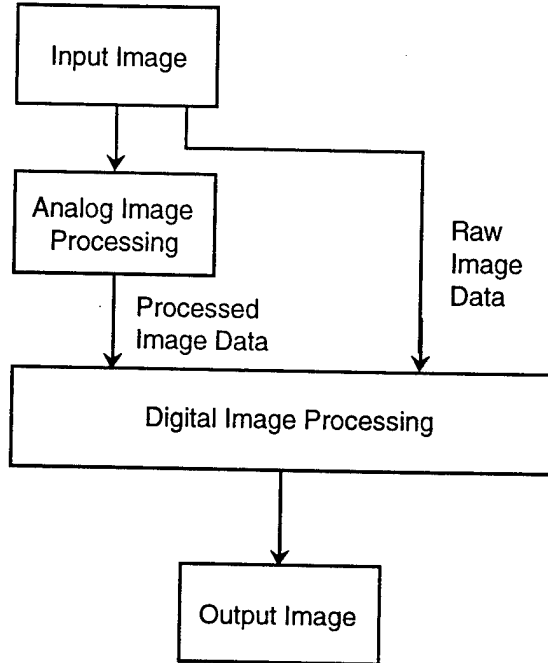 Input Image
Analog Image
Processing
Raw
Image
Data
Processed
Image Data
Digital Image Processing
Output Image